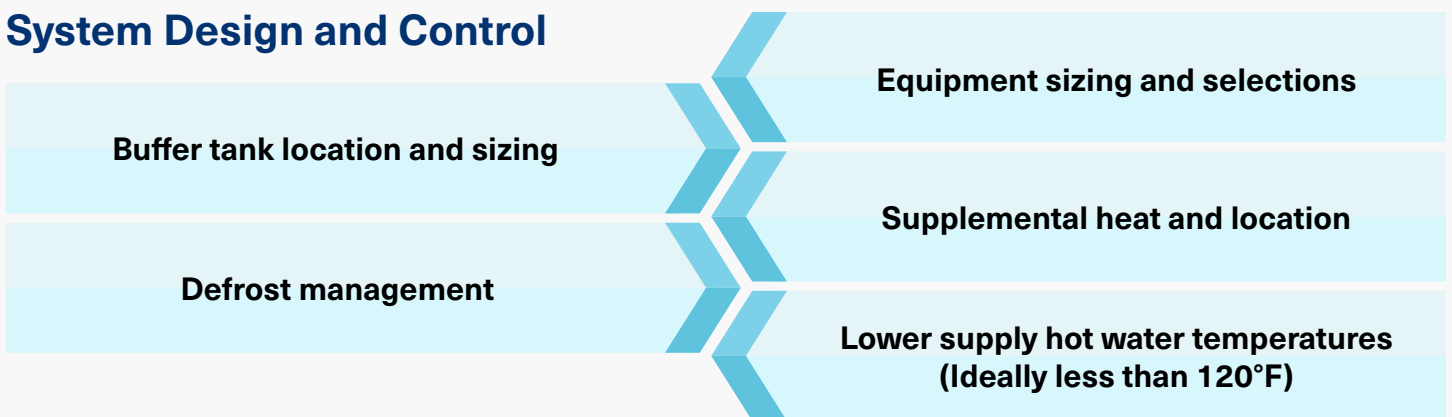 System Design and Control
Buffer tank location and sizing
Defrost management
Equipment sizing and selections
Supplemental heat and location
Lower supply hot water temperatures
(Ideally less than 120°F)